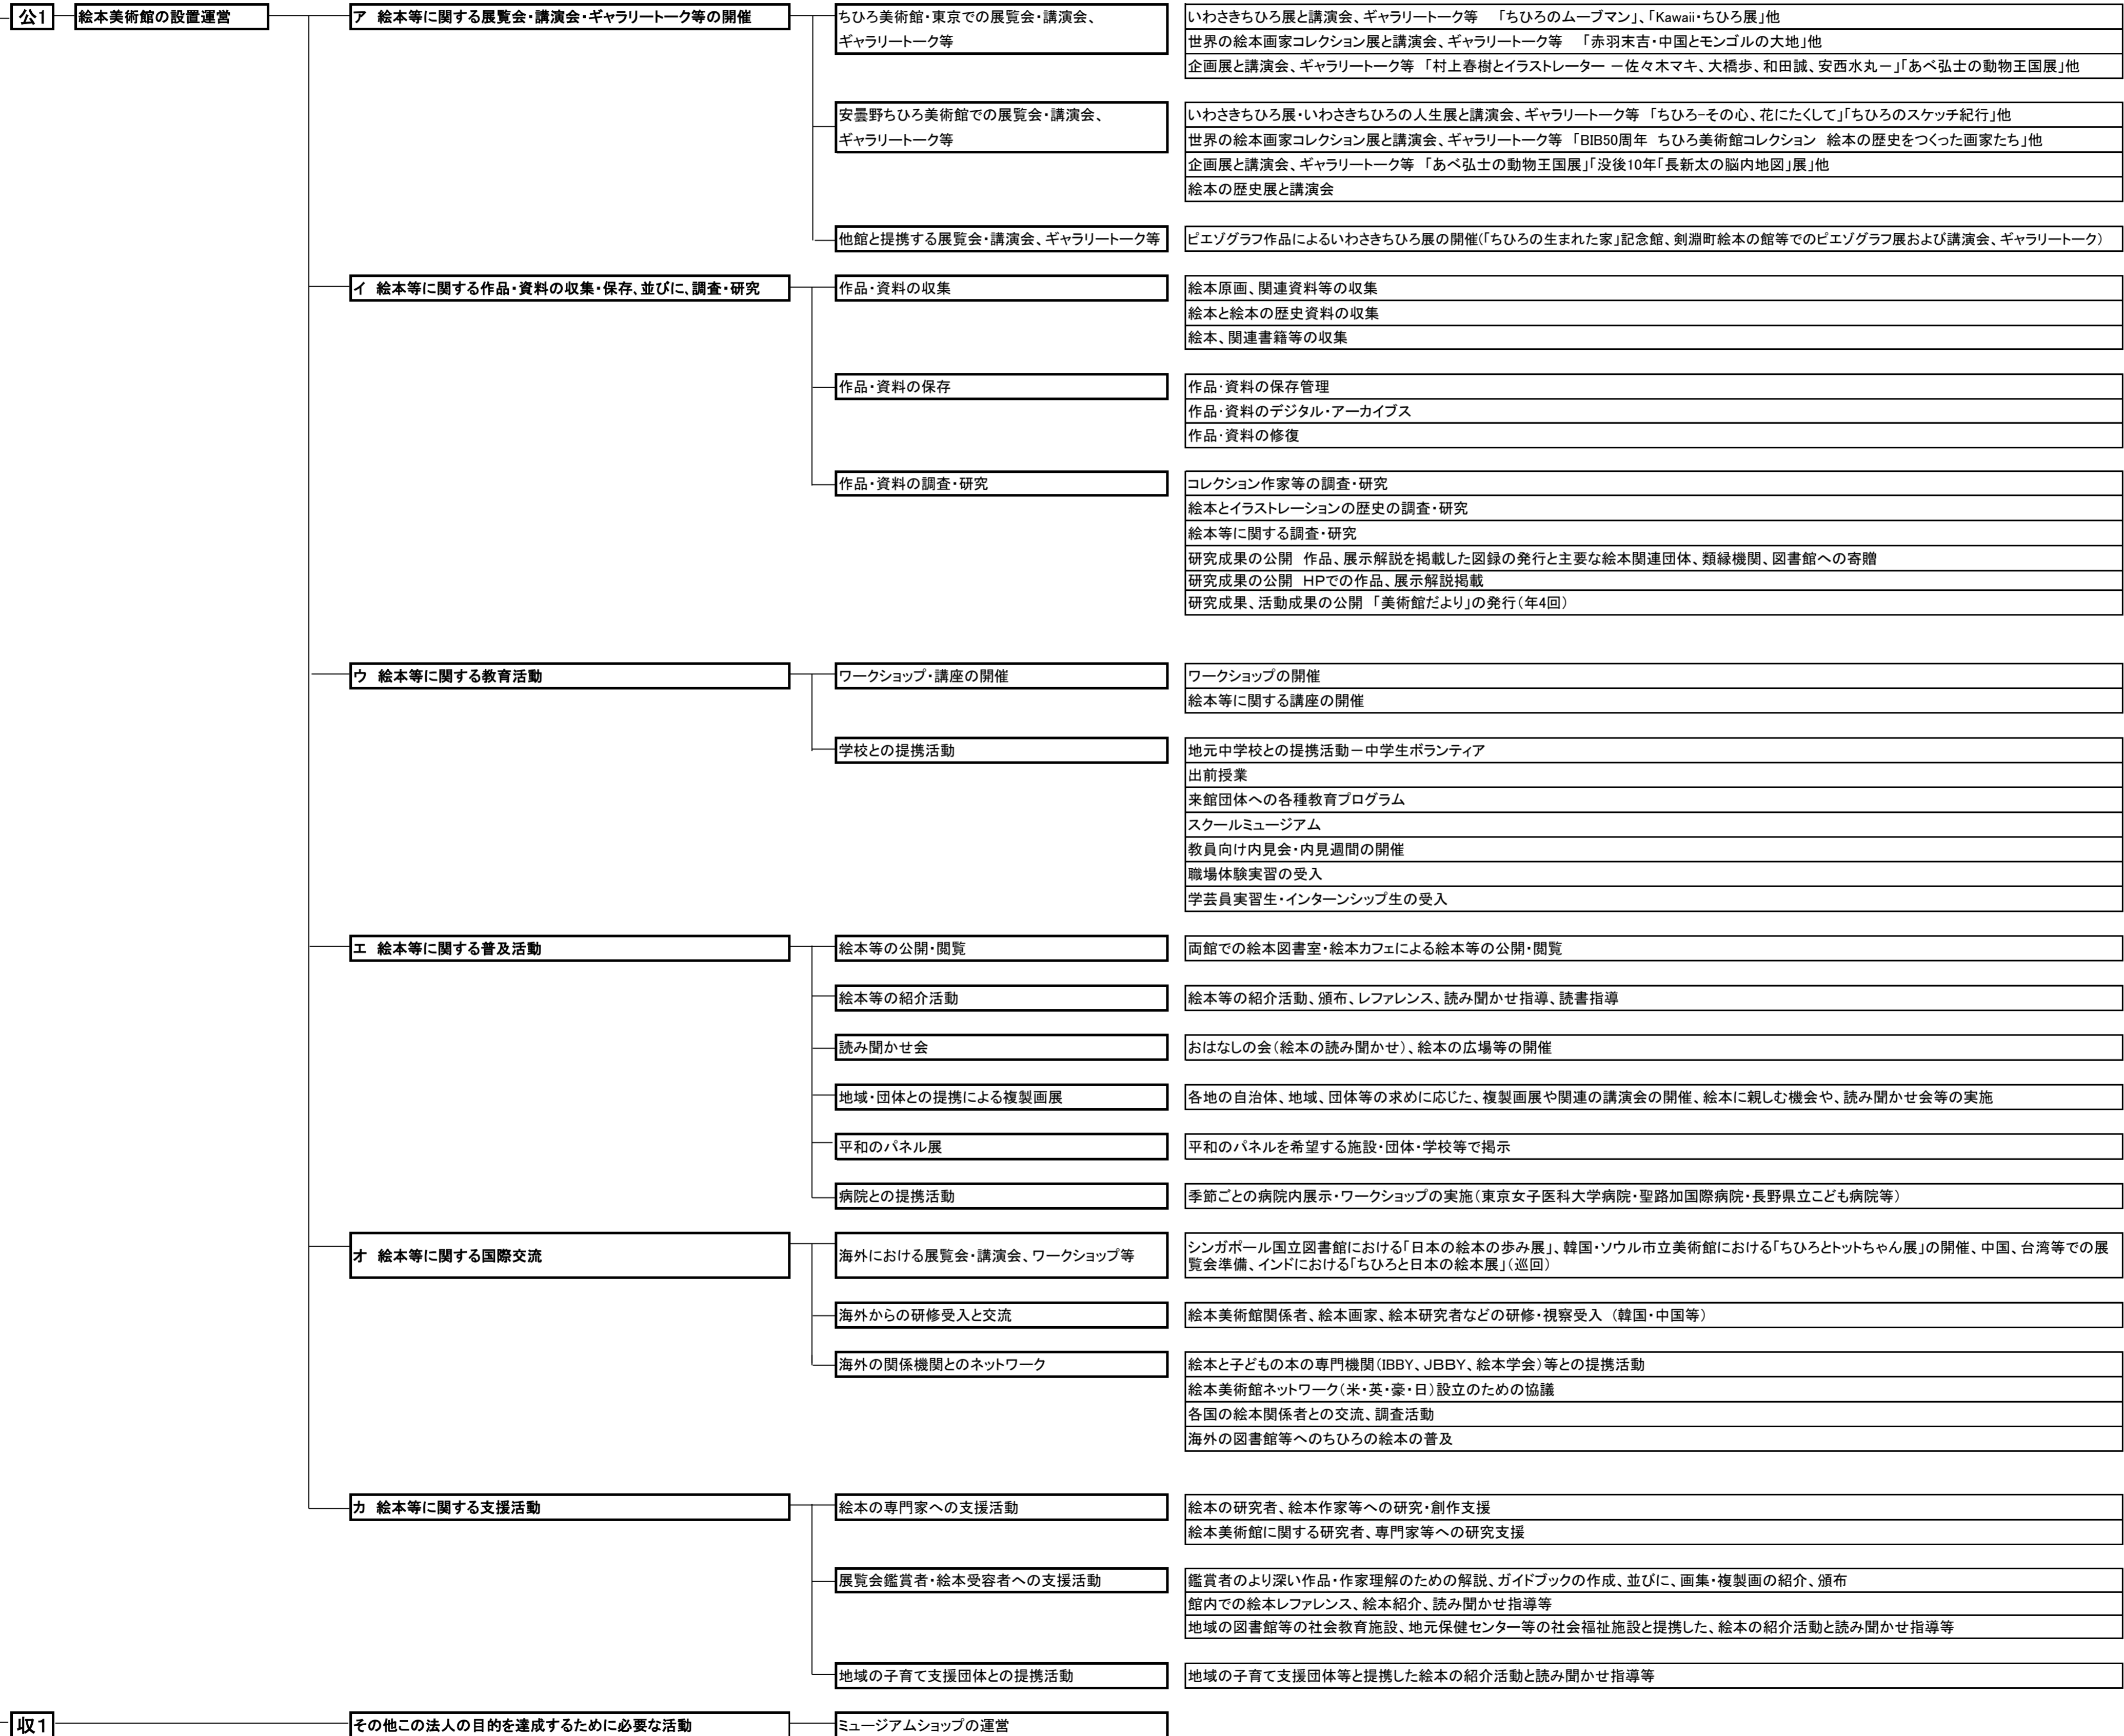 公1
絵本美術館の設置運営
ア　絵本等に関する展覧会・講演会・ギャラリートーク等の開催
ちひろ美術館・東京での展覧会・講演会、
ギャラリートーク等
いわさきちひろ展と講演会、ギャラリートーク等　「ちひろのムーブマン」、「Kawaii・ちひろ展」他
世界の絵本画家コレクション展と講演会、ギャラリートーク等　「赤羽末吉・中国とモンゴルの大地」他
企画展と講演会、ギャラリートーク等　「村上春樹とイラストレーター －佐々木マキ、大橋歩、和田誠、安西水丸－」「あべ弘士の動物王国展」他
安曇野ちひろ美術館での展覧会・講演会、
ギャラリートーク等
いわさきちひろ展・いわさきちひろの人生展と講演会、ギャラリートーク等　「ちひろ-その心、花にたくして」「ちひろのスケッチ紀行」他
世界の絵本画家コレクション展と講演会、ギャラリートーク等　「BIB50周年　ちひろ美術館コレクション　絵本の歴史をつくった画家たち」他
企画展と講演会、ギャラリートーク等　「あべ弘士の動物王国展」「没後10年「長新太の脳内地図」展」他
絵本の歴史展と講演会
他館と提携する展覧会・講演会、ギャラリートーク等
ピエゾグラフ作品によるいわさきちひろ展の開催（「ちひろの生まれた家」記念館、剣淵町絵本の館等でのピエゾグラフ展および講演会、ギャラリートーク）
イ　絵本等に関する作品・資料の収集・保存、並びに、調査・研究
作品・資料の収集
絵本原画、関連資料等の収集
絵本と絵本の歴史資料の収集
絵本、関連書籍等の収集
作品・資料の保存
作品・資料の保存管理
作品・資料のデジタル・アーカイブス
作品・資料の修復
作品・資料の調査・研究
コレクション作家等の調査・研究
絵本とイラストレーションの歴史の調査・研究
絵本等に関する調査・研究
研究成果の公開　作品、展示解説を掲載した図録の発行と主要な絵本関連団体、類縁機関、図書館への寄贈
研究成果の公開　HPでの作品、展示解説掲載
研究成果、活動成果の公開　「美術館だより」の発行（年4回）
ウ　絵本等に関する教育活動
ワークショップ・講座の開催
ワークショップの開催
絵本等に関する講座の開催
学校との提携活動
地元中学校との提携活動－中学生ボランティア
出前授業
来館団体への各種教育プログラム
スクールミュージアム
教員向け内見会・内見週間の開催
職場体験実習の受入
学芸員実習生・インターンシップ生の受入
エ　絵本等に関する普及活動
絵本等の公開・閲覧
両館での絵本図書室・絵本カフェによる絵本等の公開・閲覧
絵本等の紹介活動
絵本等の紹介活動、頒布、レファレンス、読み聞かせ指導、読書指導
読み聞かせ会
おはなしの会（絵本の読み聞かせ）、絵本の広場等の開催
地域・団体との提携による複製画展
各地の自治体、地域、団体等の求めに応じた、複製画展や関連の講演会の開催、絵本に親しむ機会や、読み聞かせ会等の実施
平和のパネル展
平和のパネルを希望する施設・団体・学校等で掲示
病院との提携活動
季節ごとの病院内展示・ワークショップの実施（東京女子医科大学病院・聖路加国際病院・長野県立こども病院等）
オ　絵本等に関する国際交流
海外における展覧会・講演会、ワークショップ等
シンガポール国立図書館における「日本の絵本の歩み展」、韓国・ソウル市立美術館における「ちひろとトットちゃん展」の開催、中国、台湾等での展
覧会準備、インドにおける「ちひろと日本の絵本展」（巡回）
海外からの研修受入と交流
絵本美術館関係者、絵本画家、絵本研究者などの研修・視察受入　（韓国・中国等）
海外の関係機関とのネットワーク
絵本と子どもの本の専門機関（IBBY、JBBY、絵本学会）等との提携活動
絵本美術館ネットワーク（米・英・豪・日）設立のための協議
各国の絵本関係者との交流、調査活動
海外の図書館等へのちひろの絵本の普及
カ　絵本等に関する支援活動
絵本の専門家への支援活動
絵本の研究者、絵本作家等への研究・創作支援
絵本美術館に関する研究者、専門家等への研究支援
展覧会鑑賞者・絵本受容者への支援活動
鑑賞者のより深い作品・作家理解のための解説、ガイドブックの作成、並びに、画集・複製画の紹介、頒布
館内での絵本レファレンス、絵本紹介、読み聞かせ指導等
地域の図書館等の社会教育施設、地元保健センター等の社会福祉施設と提携した、絵本の紹介活動と読み聞かせ指導等
地域の子育て支援団体との提携活動
地域の子育て支援団体等と提携した絵本の紹介活動と読み聞かせ指導等
収1
その他この法人の目的を達成するために必要な活動
ミュージアムショップの運営